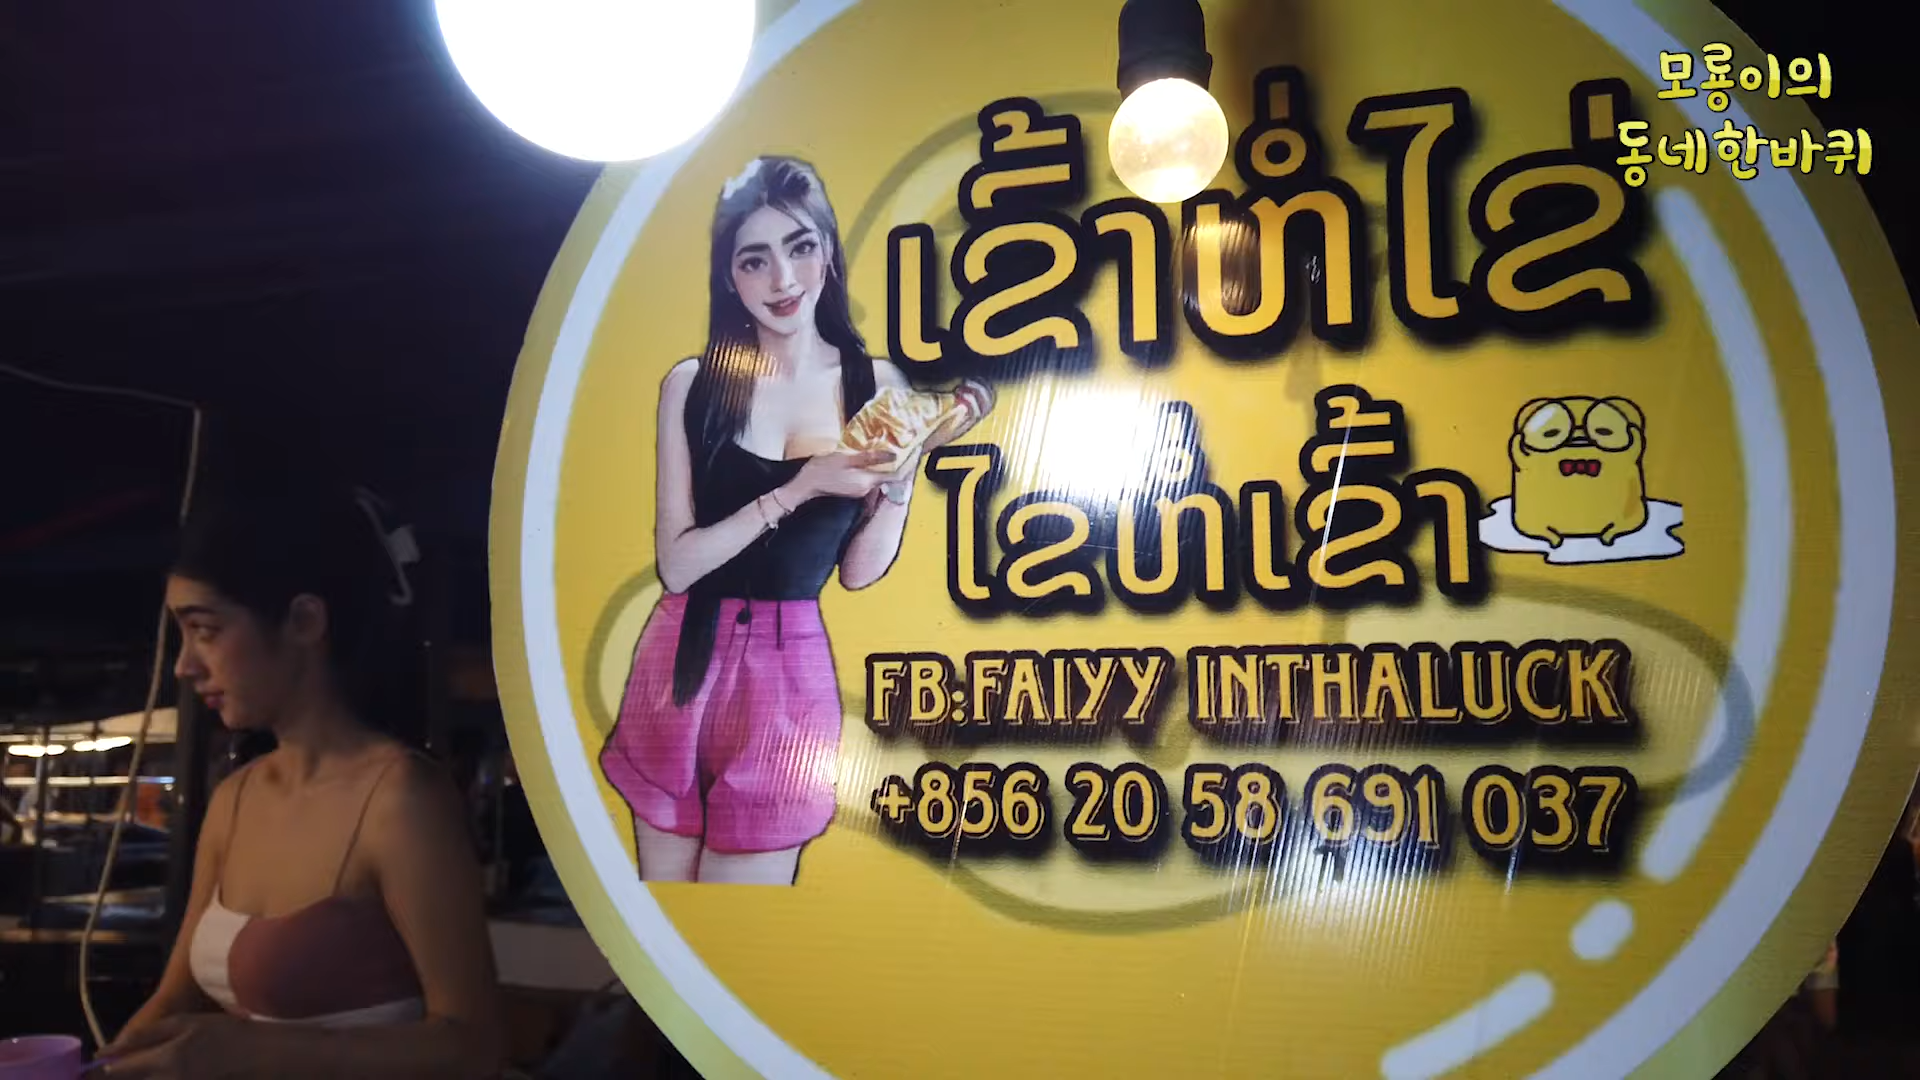 ເຂົ້າຫໍ່ໄຂ່
ໄຂ່ຫໍ່ເຂົ້າ
FB:FAIYY INTHALUCK
+856 20 58 691 037
모룡이의
동네한바퀴